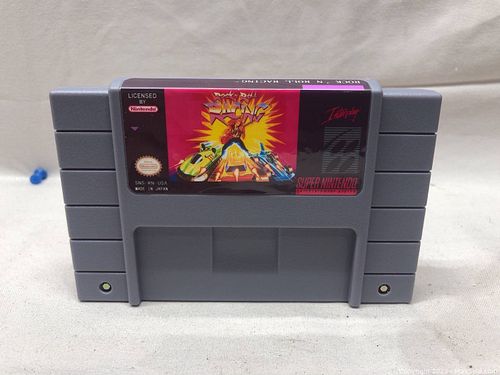 ROCK 'N ROLL RACING
LICENSED
BY
Nintendo
Rock n' Roll
RACING
Interplay
SNS-RN-USA
MADE IN JAPAN
SUPER NINTENDO